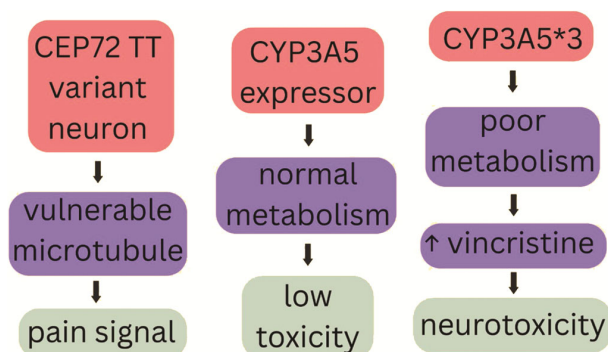 CEP72 TT
variant
neuron
vulnerable
microtubule
pain signal
CYP3A5
expressor
normal
metabolism
low
toxicity
CYP3A5*3
poor
metabolism
↑ vincristine
neurotoxicity